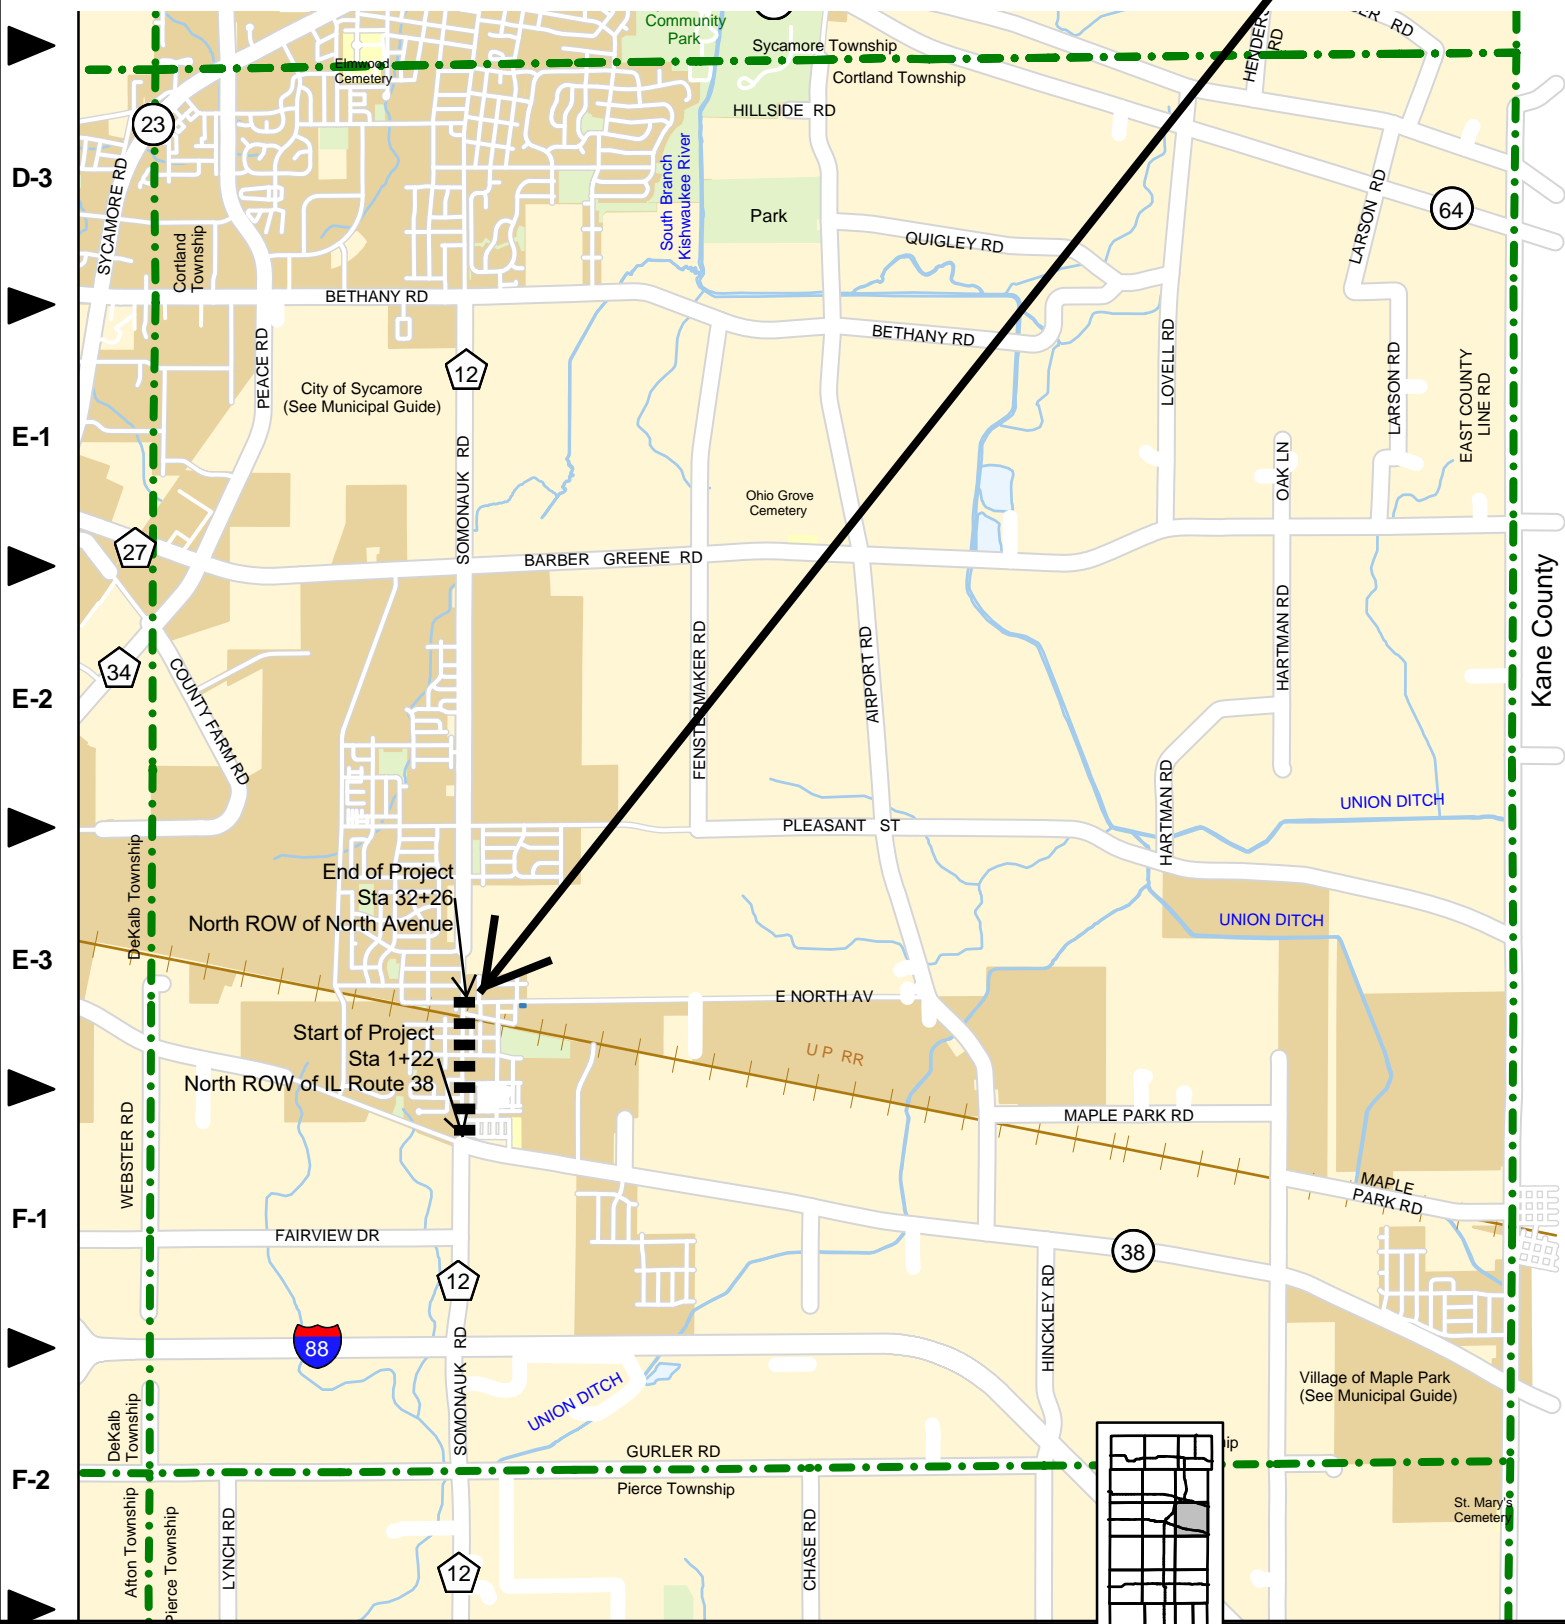 Community
Park
Sycamore Township
Cortland Township
Elmwood
Cemetery
HENDERS
RD
RD
HILLSIDE RD
23
D-3
SYCAMORE RD
Cortland
Township
South Branch
Kishwaukee River
Park
QUIGLEY RD
LARSON RD
64
BETHANY RD
BETHANY RD
PEACE RD
12
City of Sycamore
(See Municipal Guide)
LOVELL RD
LARSON RD
EAST COUNTY
LINE RD
E-1
SOMONAUK RD
OAK LN
Ohio Grove
Cemetery
27
BARBER GREENE RD
Kane County
34
COUNTY FARM RD
E-2
FENSTERMAKER RD
AIRPORT RD
HARTMAN RD
HARTMAN RD
UNION DITCH
PLEASANT ST
DeKalb Township
End of Project
Sta 32+26
North ROW of North Avenue
UNION DITCH
E-3
E NORTH AV
Start of Project
Sta 1+22
North ROW of IL Route 38
U P RR
MAPLE PARK RD
WEBSTER RD
MAPLE
PARK RD
F-1
FAIRVIEW DR
38
12
HINCKLEY RD
88
SOMONAUK RD
UNION DITCH
Village of Maple Park
(See Municipal Guide)
DeKalb
Township
GURLER RD
ip
F-2
Pierce Township
St. Mary's
Cemetery
Afton Township
Pierce Township
LYNCH RD
12
CHASE RD